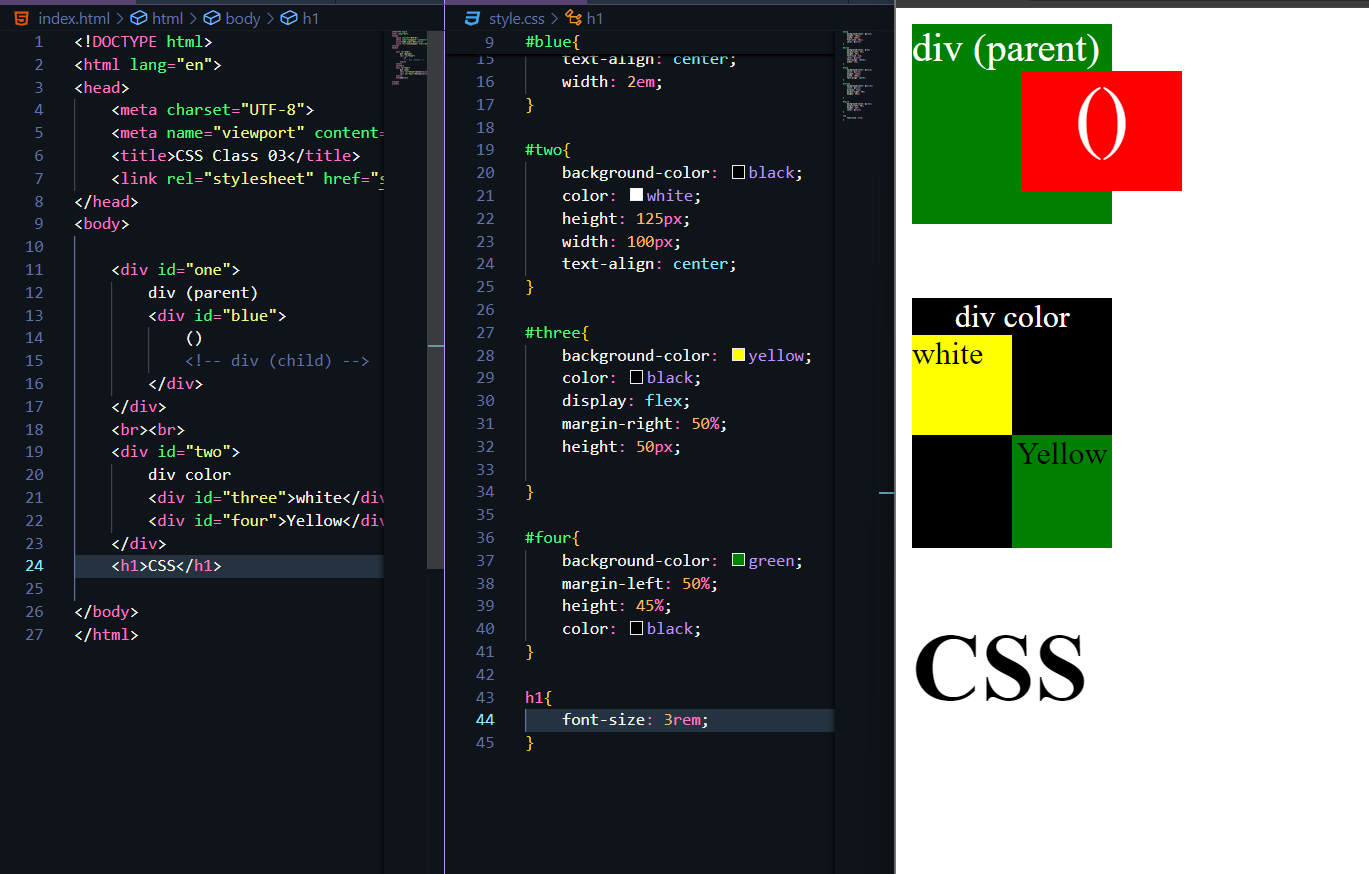 index.html > html > body > h1
1 <!DOCTYPE html>
2 <html lang="en">
3 <head>
4 <meta charset="UTF-8">
5 <meta name="viewport" content=
6 <title>CSS Class 03</title>
7 <link rel="stylesheet" href="s
8 </head>
9 <body>
10
11 <div id="one">
12 div (parent)
13 <div id="blue">
14 ()
15 <!-- div (child) -->
16 </div>
17 </div>
18 <br><br>
19 <div id="two">
20 div color
21 <div id="three">white</div
22 <div id="four">Yellow</div
23 </div>
24 <h1>CSS</h1>
25
26 </body>
27 </html>
style.css > h1
9 #blue{
15 text-align: center;
16 width: 2em;
17 }
18
19 #two{
20 background-color: black;
21 color: white;
22 height: 125px;
23 width: 100px;
24 text-align: center;
25 }
26
27 #three{
28 background-color: yellow;
29 color: black;
30 display: flex;
31 margin-right: 50%;
32 height: 50px;
33
34 }
35
36 #four{
37 background-color: green;
38 margin-left: 50%;
39 height: 45%;
40 color: black;
41 }
42
43 h1{
44 font-size: 3rem;
45 }
div (parent)
()
div color
white
Yellow
CSS